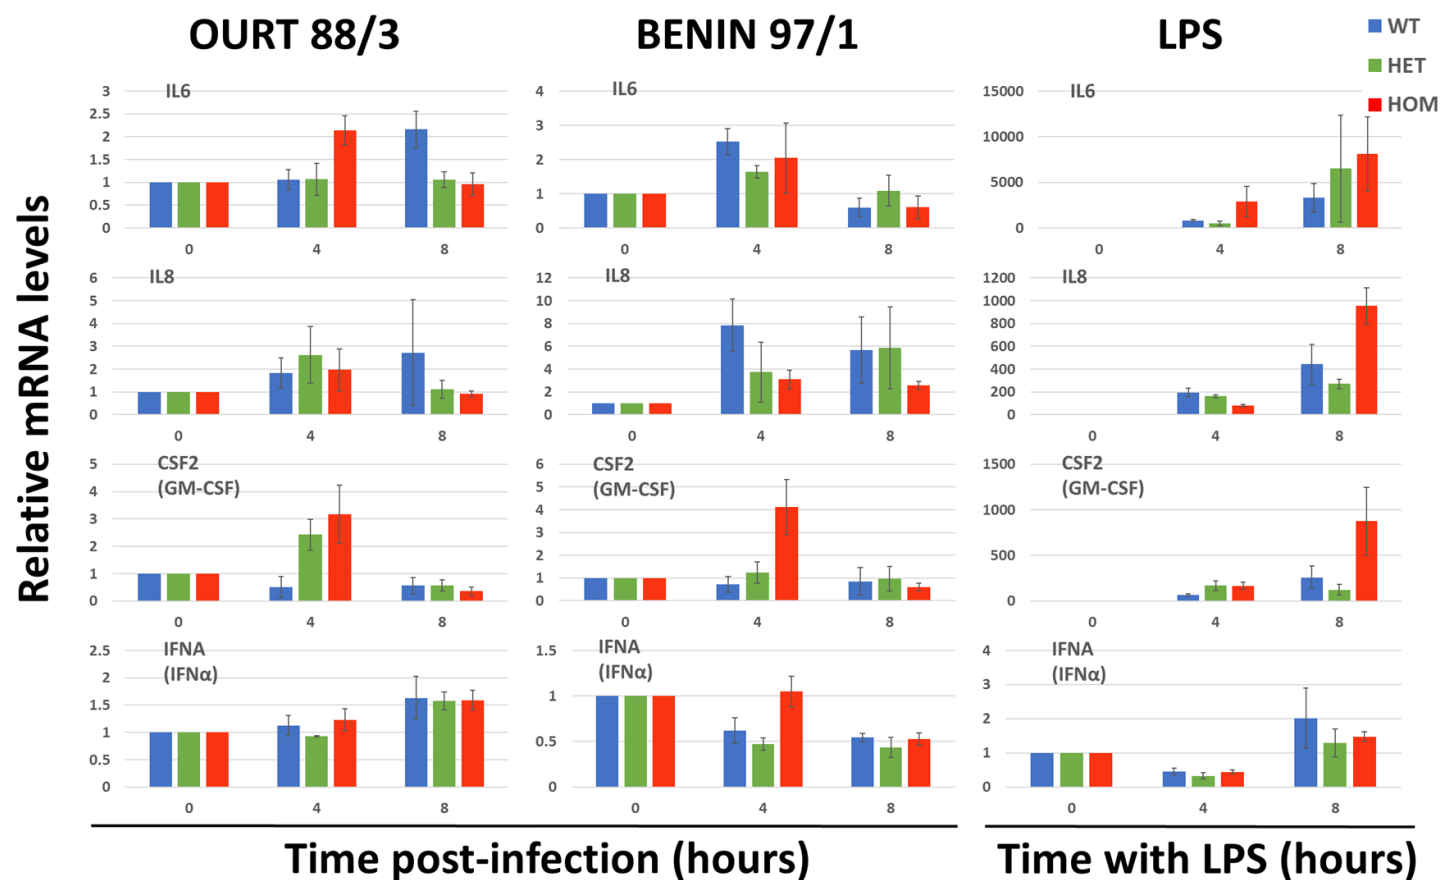 OURT 88/3
BENIN 97/1
LPS
WT
HET
HOM
Relative mRNA levels
IL6
3
2.5
2
1.5
1
0.5
0
0 4 8
IL6
4
3
2
1
0
0 4 8
IL6
15000
10000
5000
0
0 4 8
IL8
6
5
4
3
2
1
0
0 4 8
IL8
12
10
8
6
4
2
0
0 4 8
IL8
1200
1000
800
600
400
200
0
0 4 8
CSF2
(GM-CSF)
5
4
3
2
1
0
0 4 8
CSF2
(GM-CSF)
6
5
4
3
2
1
0
0 4 8
CSF2
(GM-CSF)
1500
1000
500
0
0 4 8
IFNA
(IFNα)
2.5
2
1.5
1
0.5
0
0 4 8
IFNA
(IFNα)
1.5
1
0.5
0
0 4 8
IFNA
(IFNα)
4
3
2
1
0
0 4 8
Time post-infection (hours)
Time with LPS (hours)